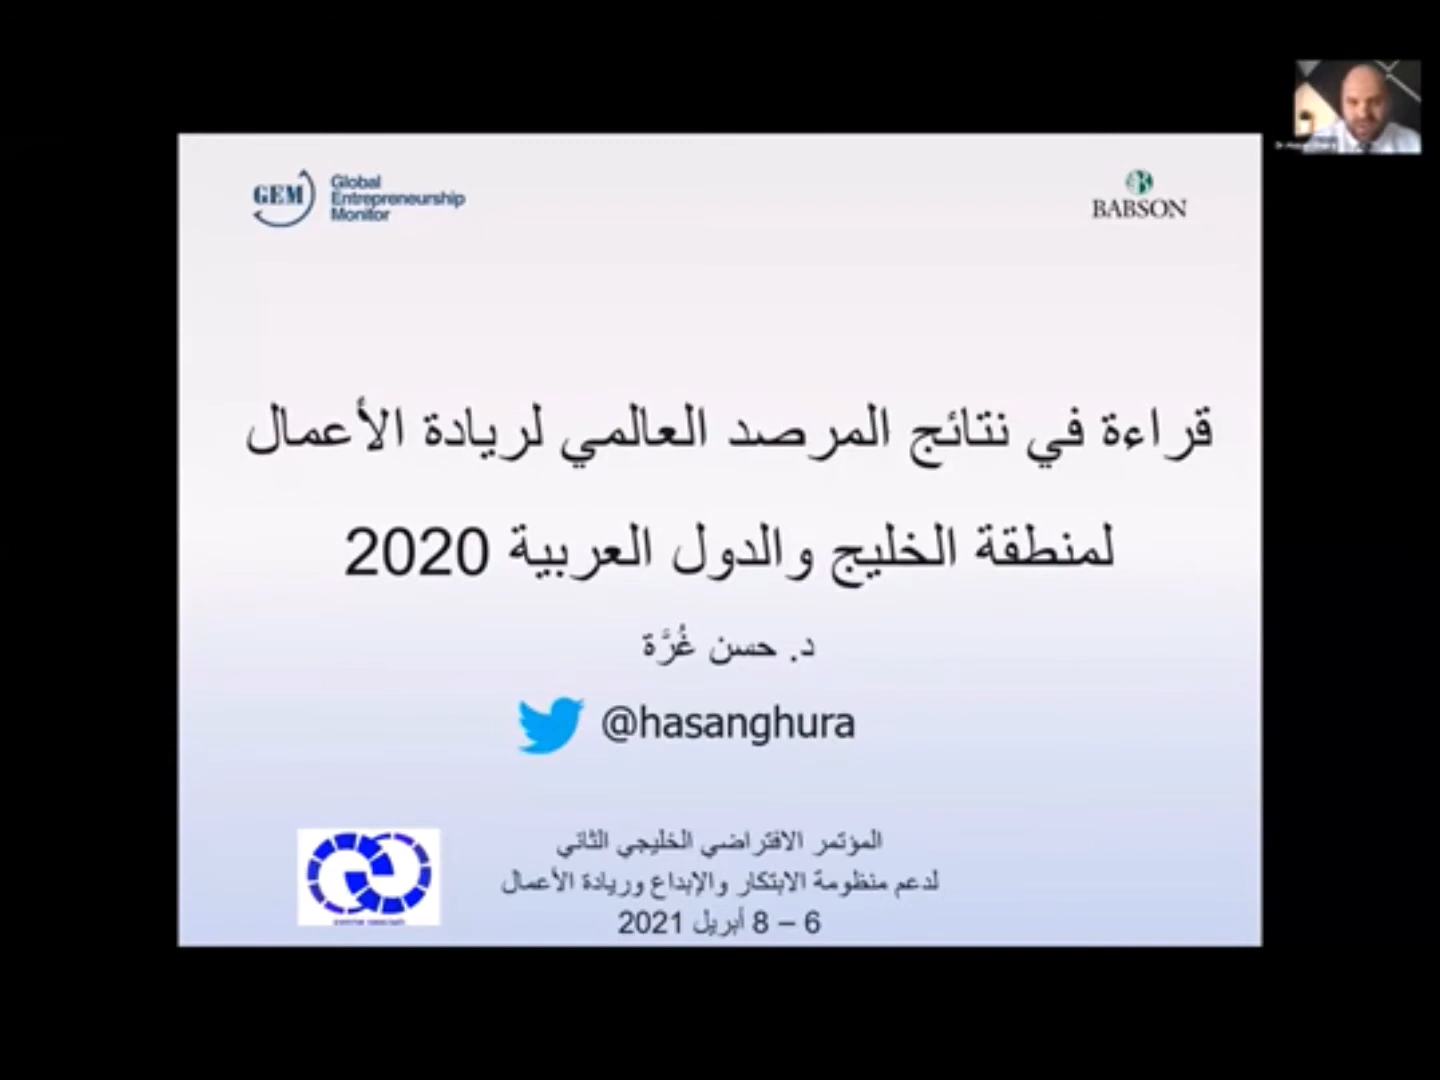 GEM
Global
Entrepreneurship
Monitor
BABSON
قراءة في نتائج المرصد العالمي لريادة الأعمال
لمنطقة الخليج والدول العربية 2020
د. حسن غُرَّة
@hasanghura
المؤتمر الافتراضي الخليجي الثاني
لدعم منظومة الابتكار والإبداع وريادة الأعمال
6 – 8 أبريل 2021